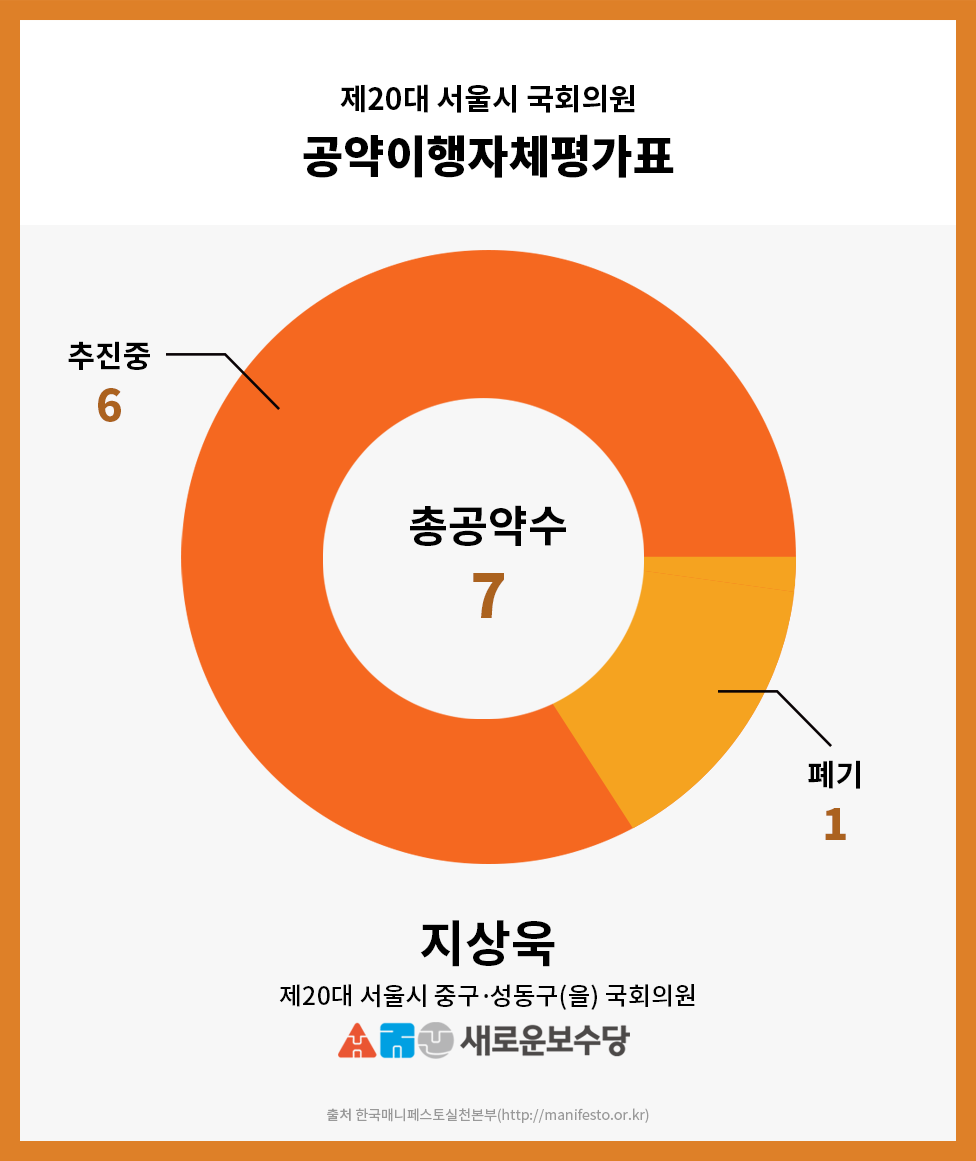 제20대 서울시 국회의원
공약이행자체평가표
추진중
6
총공약수
7
폐기
1
지상욱
제20대 서울시 중구·성동구(을) 국회의원
새로운보수당
출처 한국매니페스토실천본부(http://manifesto.or.kr)